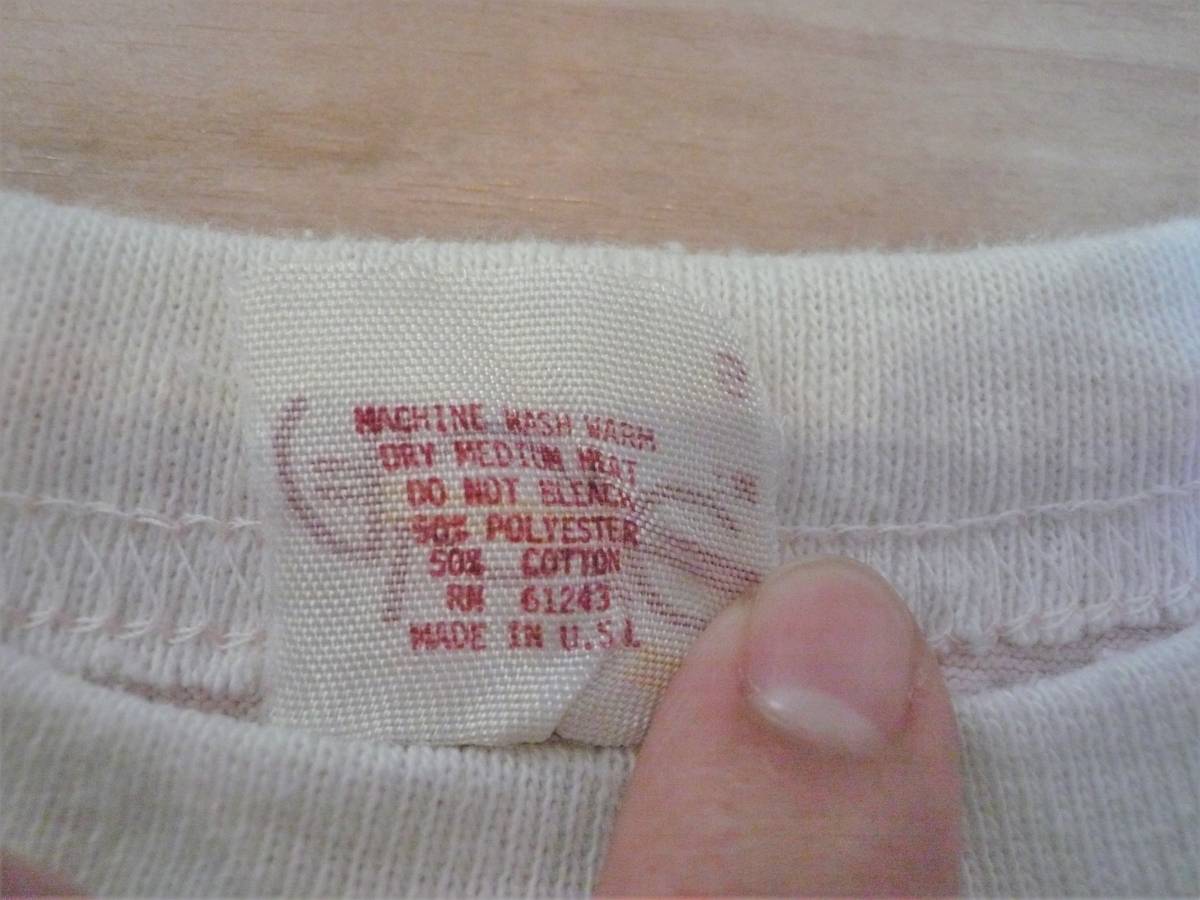 MACHINE WASH WARM
DRY MEDIUM HEAT
DO NOT BLEACH
50% POLYESTER
50% COTTON
RN 61243
MADE IN U.S.A